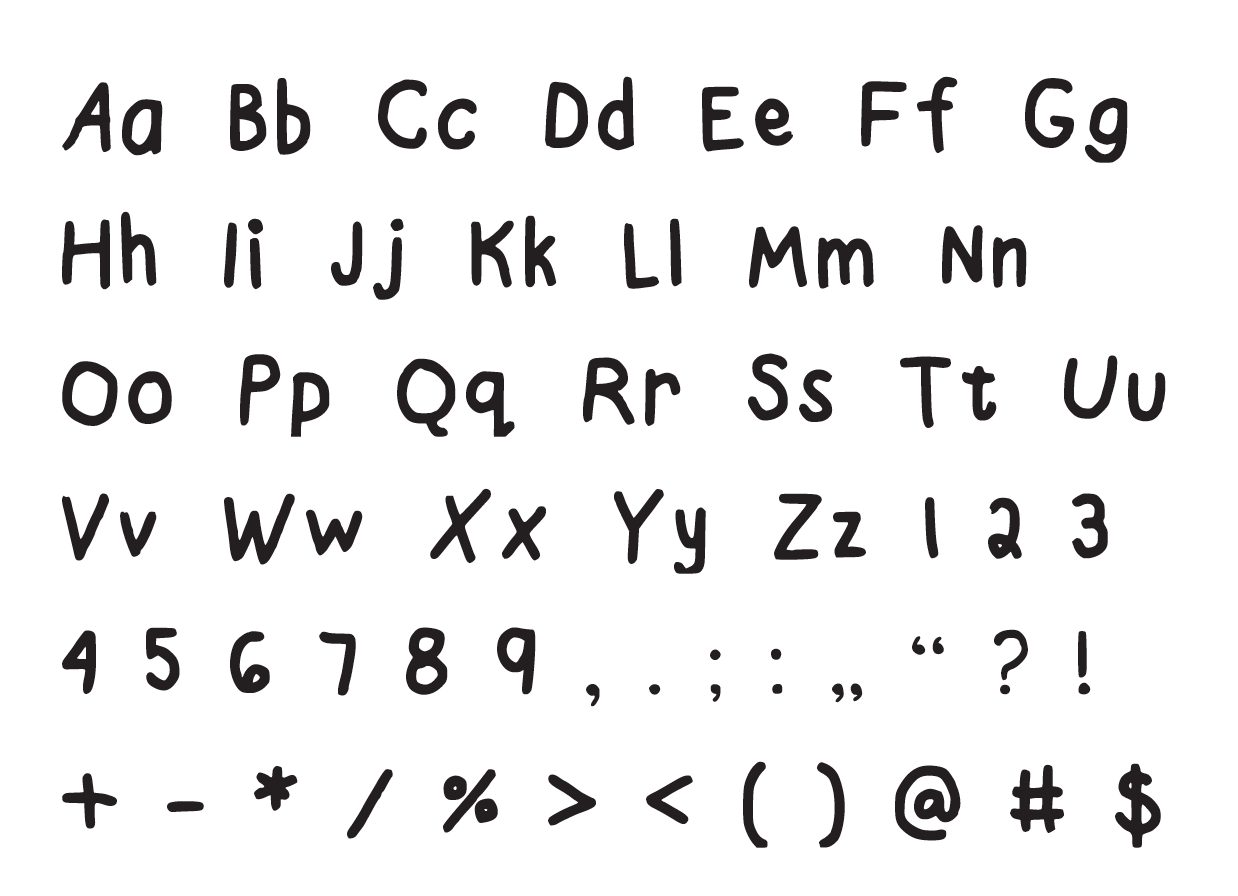 Aa Bb Cc Dd Ee Ff Gg
Hh Ii Jj Kk Ll Mm Nn
Oo Pp Qq Rr Ss Tt Uu
Vv Ww Xx Yy Zz 1 2 3
4 5 6 7 8 9 , . ; : „ “ ? !
+ - * / % > < ( ) @ # $